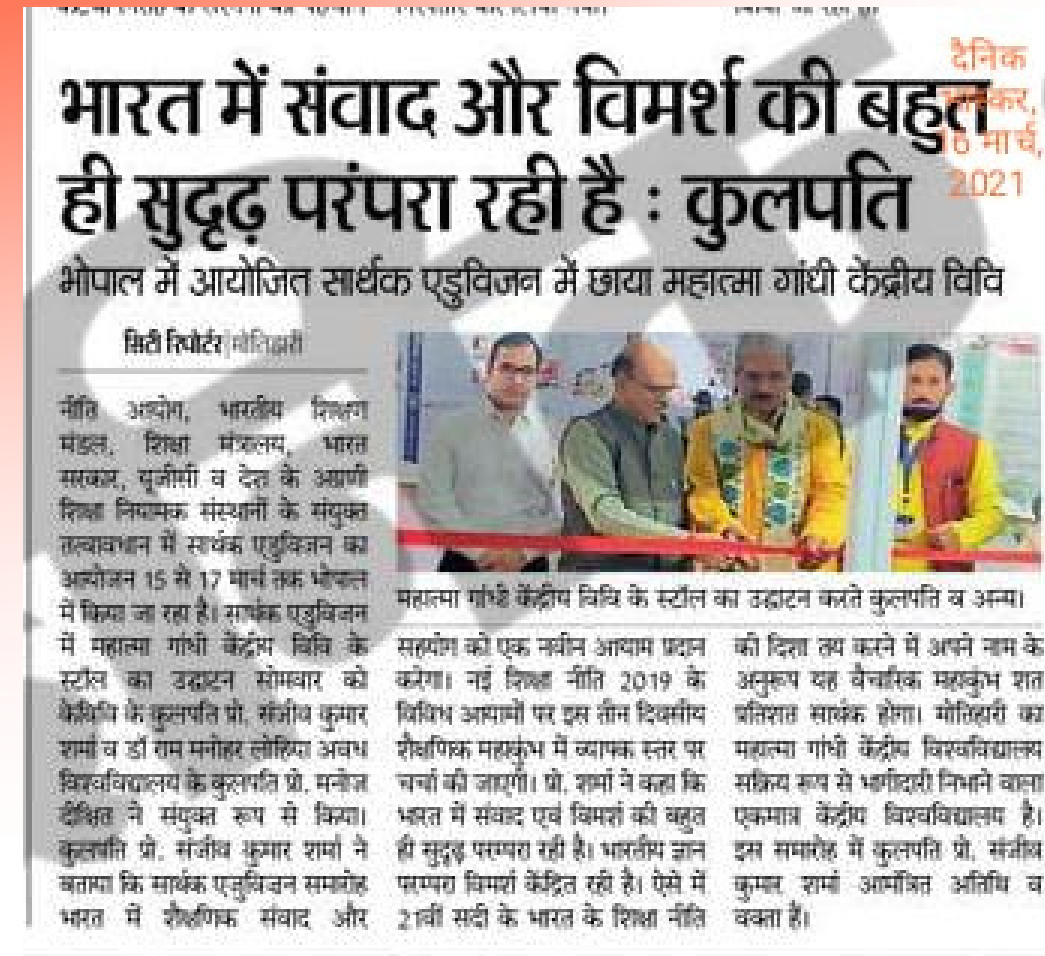 भारत में संवाद और विमर्श की बहुत
ही सुदृढ़ परंपरा रही है : कुलपति
दैनिक
भास्कर,
16 मार्च,
2021
भोपाल में आयोजित सार्थक एडुविजन में छाया महात्मा गांधी केंद्रीय विवि
सिटी रिपोर्टर|मोतिहारी
नीति आयोग, भारतीय शिक्षण
मंडल, शिक्षा मंत्रालय, भारत
सरकार, यूजीसी व देश के अग्रणी
शिक्षा नियामक संस्थानों के संयुक्त
तत्वावधान में सार्थक एडुविजन का
आयोजन 15 से 17 मार्च तक भोपाल
में किया जा रहा है। सार्थक एडुविजन
में महात्मा गांधी केंद्रीय विवि के
स्टॉल का उद्घाटन सोमवार को
केविवि के कुलपति प्रो. संजीव कुमार
शर्मा व डॉ राम मनोहर लोहिया अवध
विश्वविद्यालय के कुलपति प्रो. मनोज
दीक्षित ने संयुक्त रूप से किया।
कुलपति प्रो. संजीव कुमार शर्मा ने
बताया कि सार्थक एजुविजन समारोह
भारत में शैक्षणिक संवाद और
महात्मा गांधी केंद्रीय विवि के स्टॉल का उद्घाटन करते कुलपति व अन्य।
सहयोग को एक नवीन आयाम प्रदान
करेगा। नई शिक्षा नीति 2019 के
विविध आयामों पर इस तीन दिवसीय
शैक्षणिक महाकुंभ में व्यापक स्तर पर
चर्चा की जाएगी। प्रो. शर्मा ने कहा कि
भारत में संवाद एवं विमर्श की बहुत
ही सुदृढ़ परम्परा रही है। भारतीय ज्ञान
परम्परा विमर्श केंद्रित रही है। ऐसे में
21वीं सदी के भारत के शिक्षा नीति
की दिशा तय करने में अपने नाम के
अनुरूप यह वैचारिक महाकुंभ शत
प्रतिशत सार्थक होगा। मोतिहारी का
महात्मा गांधी केंद्रीय विश्वविद्यालय
सक्रिय रूप से भागीदारी निभाने वाला
एकमात्र केंद्रीय विश्वविद्यालय है।
इस समारोह में कुलपति प्रो. संजीव
कुमार शर्मा आमंत्रित अतिथि व
वक्ता हैं।